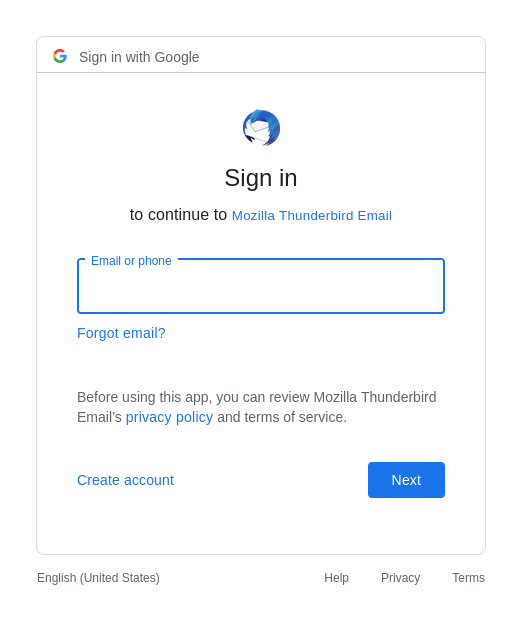 Sign in with Google
Sign in
to continue to Mozilla Thunderbird Email
Email or phone
Forgot email?
Before using this app, you can review Mozilla Thunderbird
Email’s privacy policy and terms of service.
Create account
Next
English (United States)
Help
Privacy
Terms